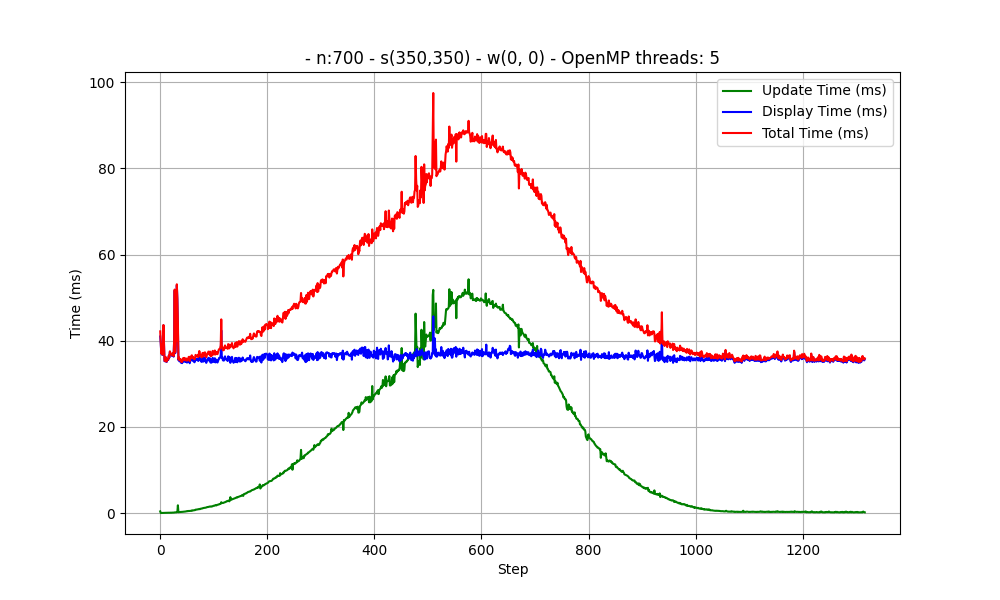 - n:700 - s(350,350) - w(0, 0) - OpenMP threads: 5
Update Time (ms)
Display Time (ms)
Total Time (ms)
Time (ms)
100
80
60
40
20
0
0 200 400 600 800 1000 1200
Step